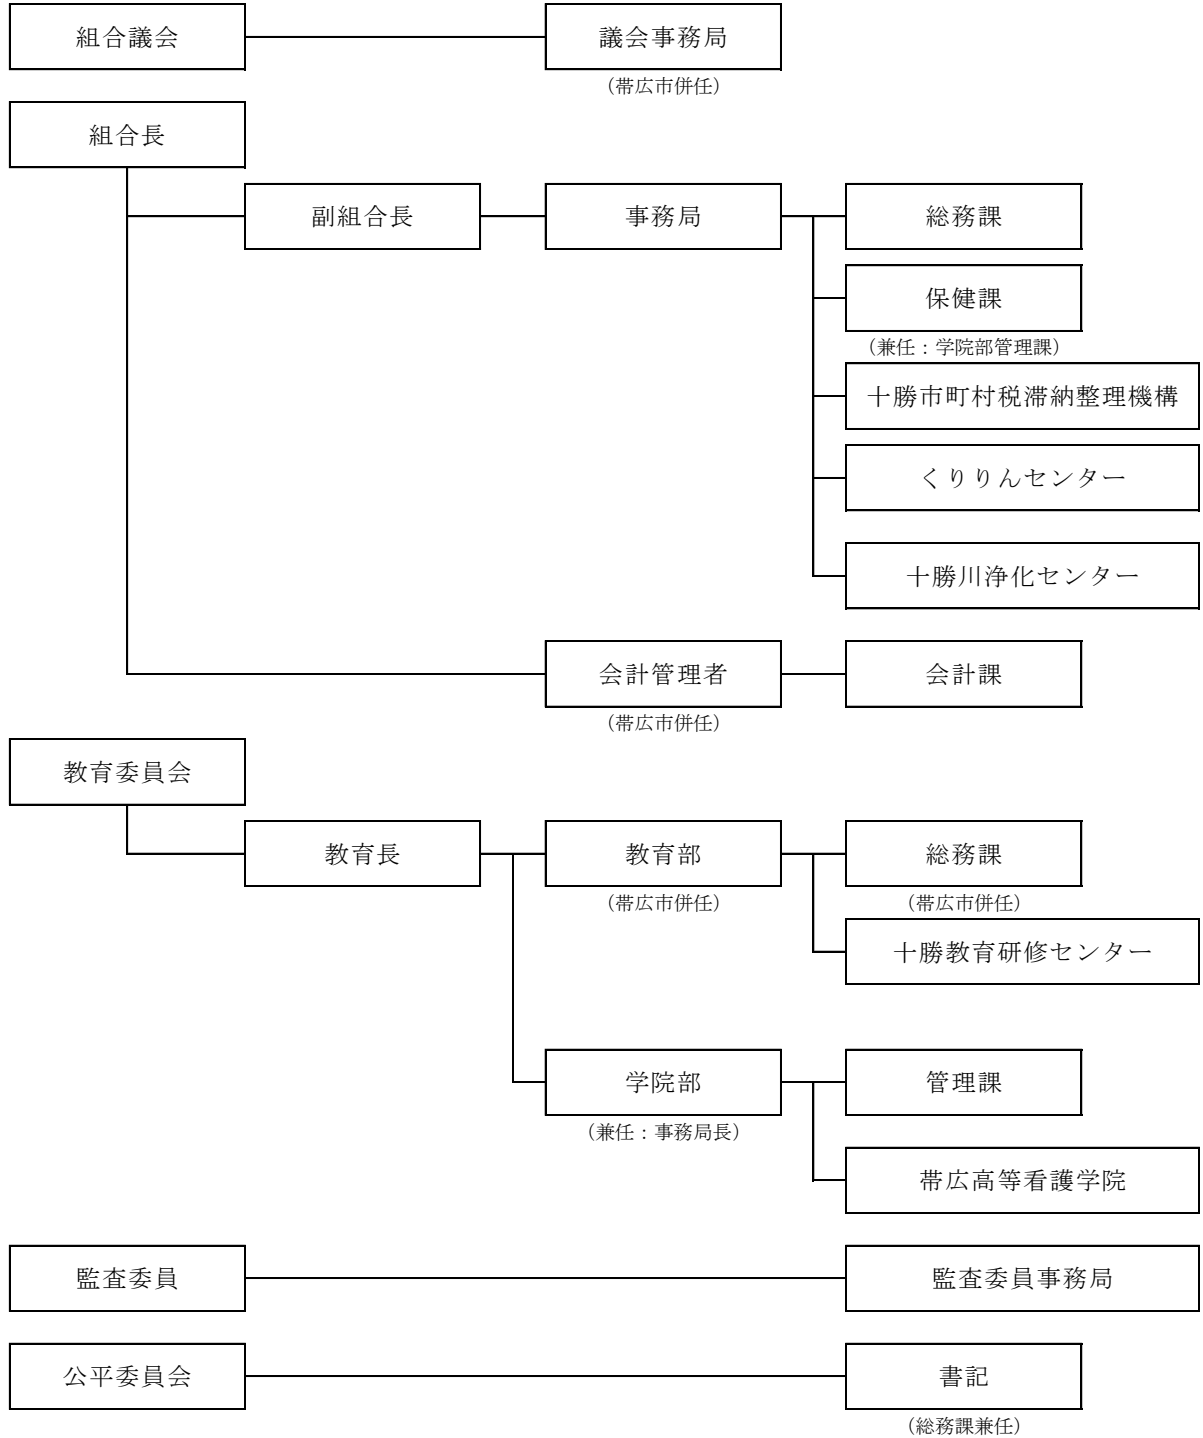 組合議会
議会事務局
（帯広市併任）
組合長
副組合長
事務局
総務課
保健課
（兼任：学院部管理課）
十勝市町村税滞納整理機構
くりりんセンター
十勝川浄化センター
会計管理者
（帯広市併任）
会計課
教育委員会
教育長
教育部
（帯広市併任）
総務課
（帯広市併任）
十勝教育研修センター
学院部
（兼任：事務局長）
管理課
帯広高等看護学院
監査委員
監査委員事務局
公平委員会
書記
（総務課兼任）